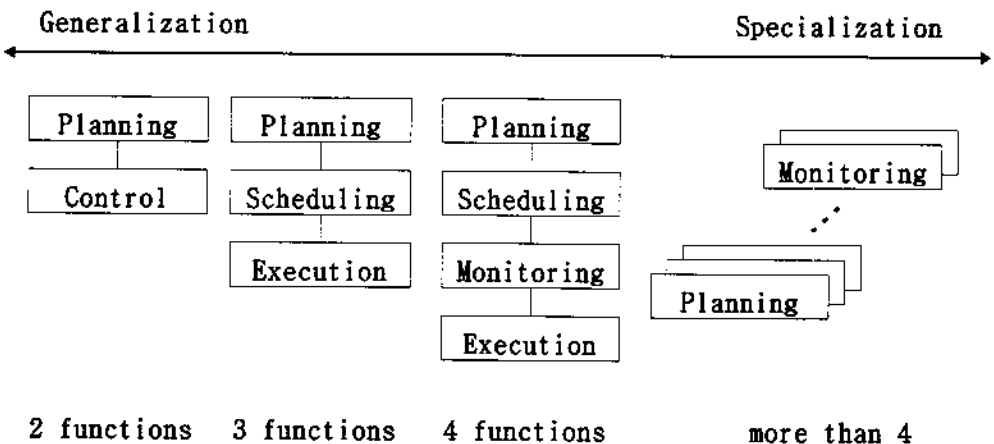 Generalization Specialization
Planning Planning Planning
Monitoring
Control Scheduling Scheduling
Execution Monitoring
Planning
Execution
2 functions 3 functions 4 functions more than 4